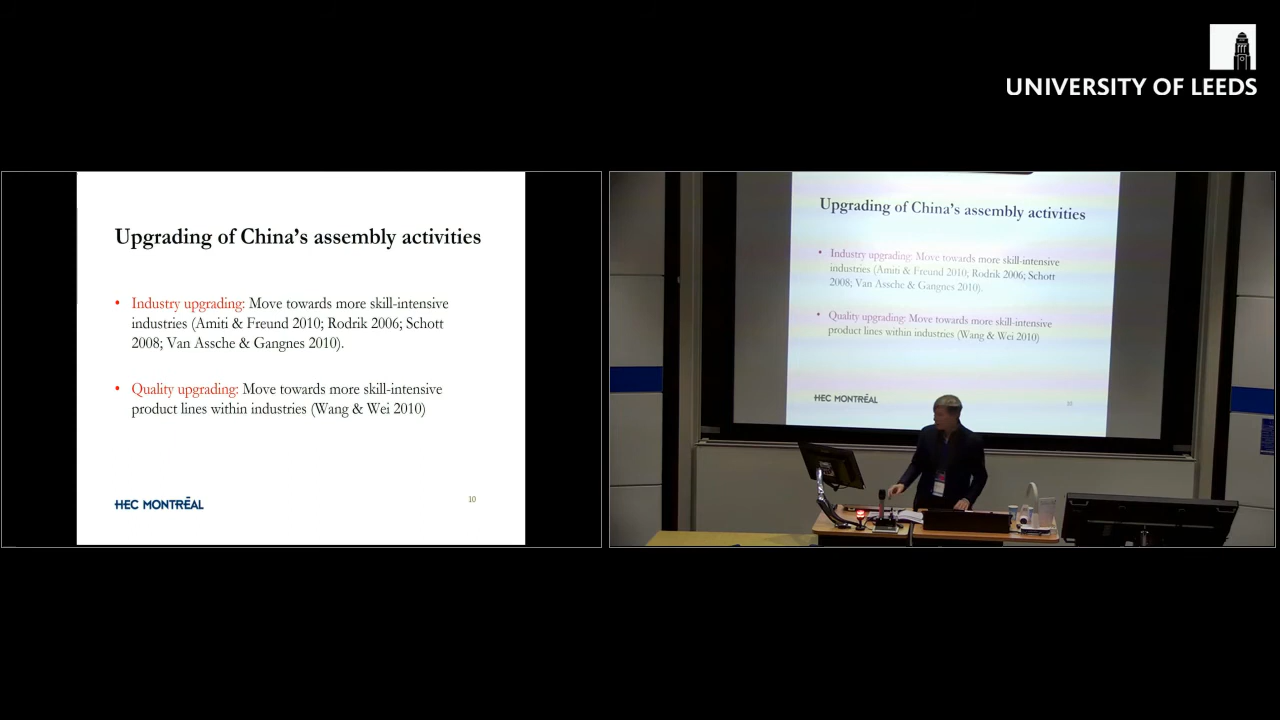 UNIVERSITY OF LEEDS
Upgrading of China's assembly activities
• Industry upgrading: Move towards more skill-intensive
industries (Amiti & Freund 2010; Rodrik 2006; Schott
2008; Van Assche & Gangnes 2010).
• Quality upgrading: Move towards more skill-intensive
product lines within industries (Wang & Wei 2010)
HEC MONTRĒAL
10
Upgrading of China's assembly activities
• Industry upgrading: Move towards more skill-intensive
industries (Amiti & Freund 2010; Rodrik 2006; Schott
2008; Van Assche & Gangnes 2010).
• Quality upgrading: Move towards more skill-intensive
product lines within industries (Wang & Wei 2010)
HEC MONTRĒAL
10